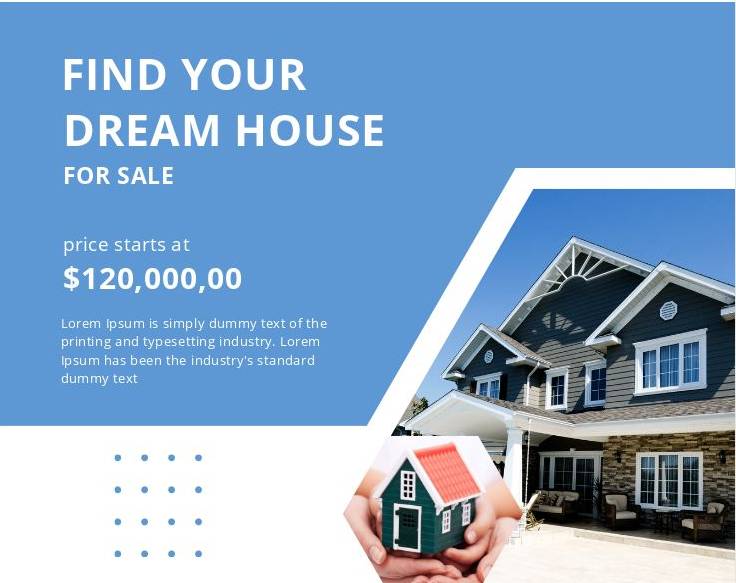 FIND YOUR
DREAM HOUSE
FOR SALE
price starts at
$120,000,00
Lorem Ipsum is simply dummy text of the
printing and typesetting industry. Lorem
Ipsum has been the industry's standard
dummy text